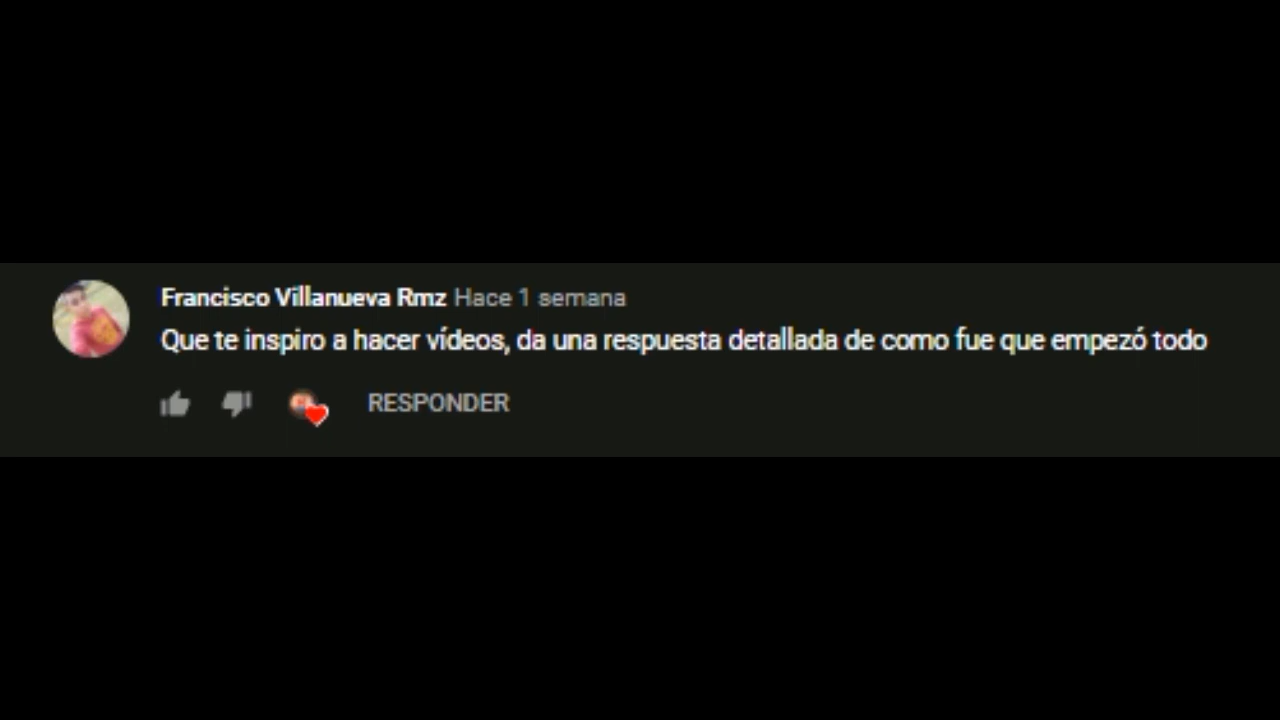 Francisco Villanueva Rmz Hace 1 semana
Que te inspiro a hacer vídeos, da una respuesta detallada de como fue que empezó todo
RESPONDER